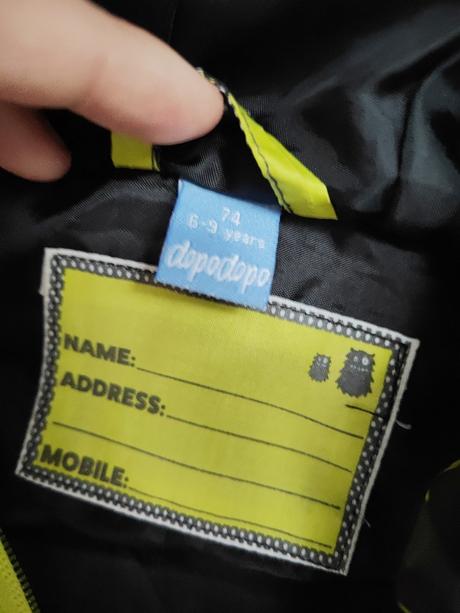 74
6-9 years
dopodopo
NAME:
ADDRESS:
MOBILE: